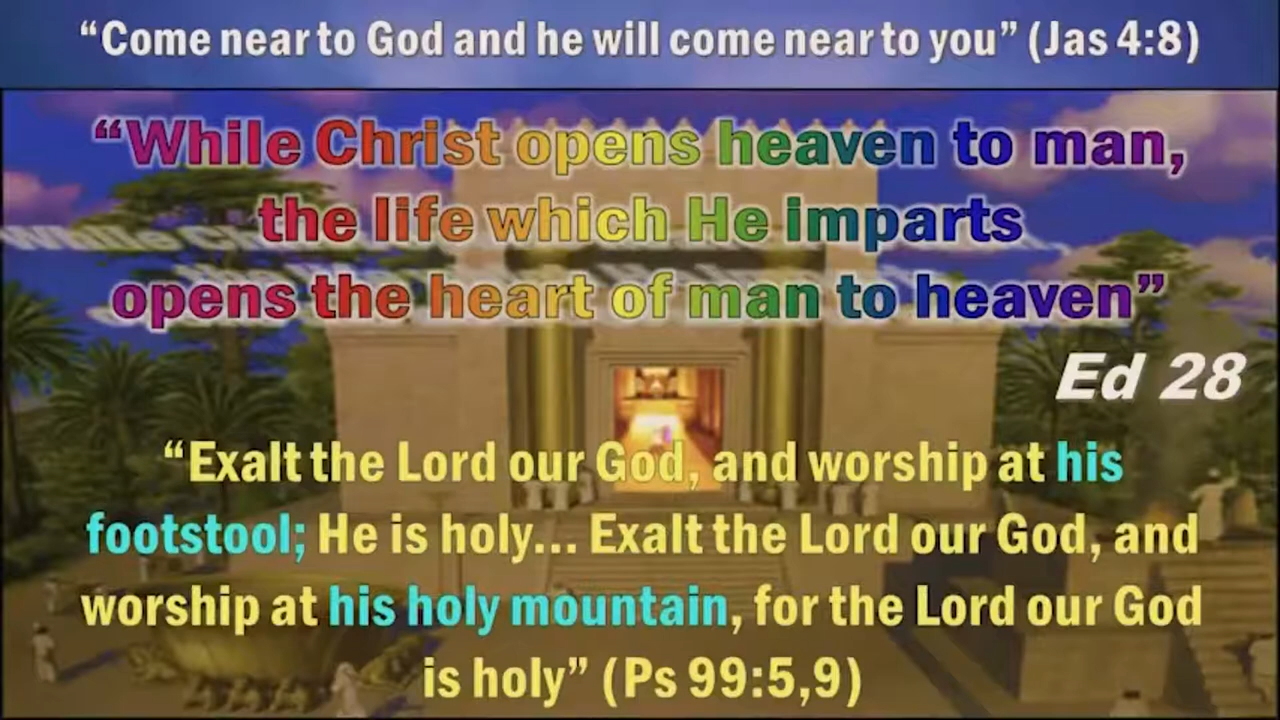 “Come near to God and he will come near to you” (Jas 4:8)
“While Christ opens heaven to man,
the life which He imparts
opens the heart of man to heaven”
Ed 28
“Exalt the Lord our God, and worship at his
footstool; He is holy... Exalt the Lord our God, and
worship at his holy mountain, for the Lord our God
is holy” (Ps 99:5,9)